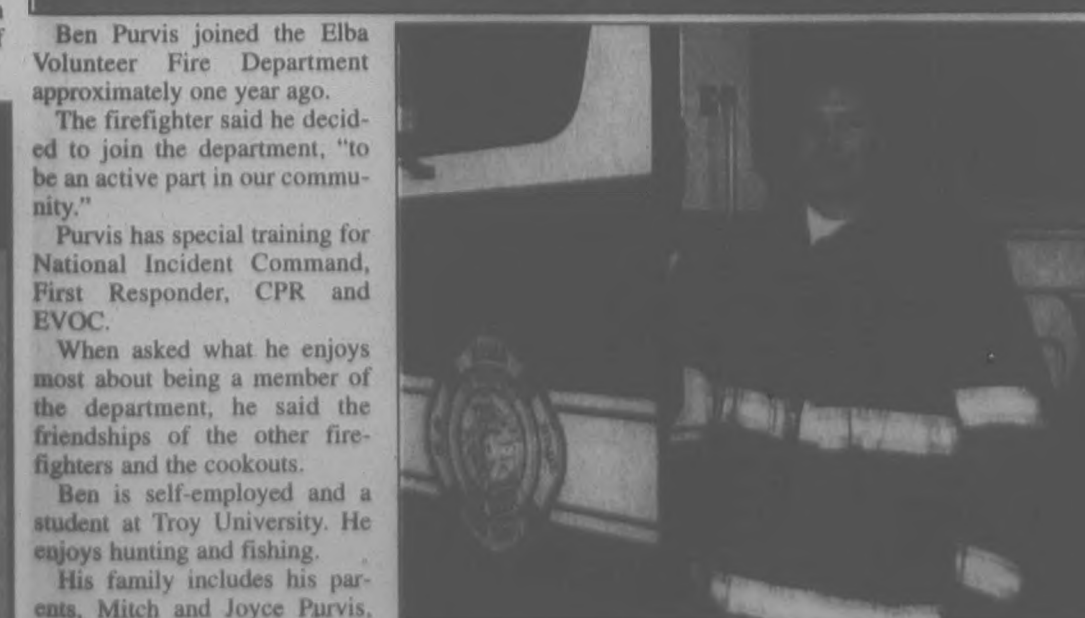 Ben Purvis joined the Elba
Volunteer Fire Department
approximately one year ago.
The firefighter said he decid-
ed to join the department, "to
be an active part in our commu-
nity."
Purvis has special training for
National Incident Command,
First Responder, CPR and
EVOC.
When asked what he enjoys
most about being a member of
the department, he said the
friendships of the other fire-
fighters and the cookouts.
Ben is self-employed and a
student at Troy University. He
enjoys hunting and fishing.
His family includes his par-
ents, Mitch and Joyce Purvis,